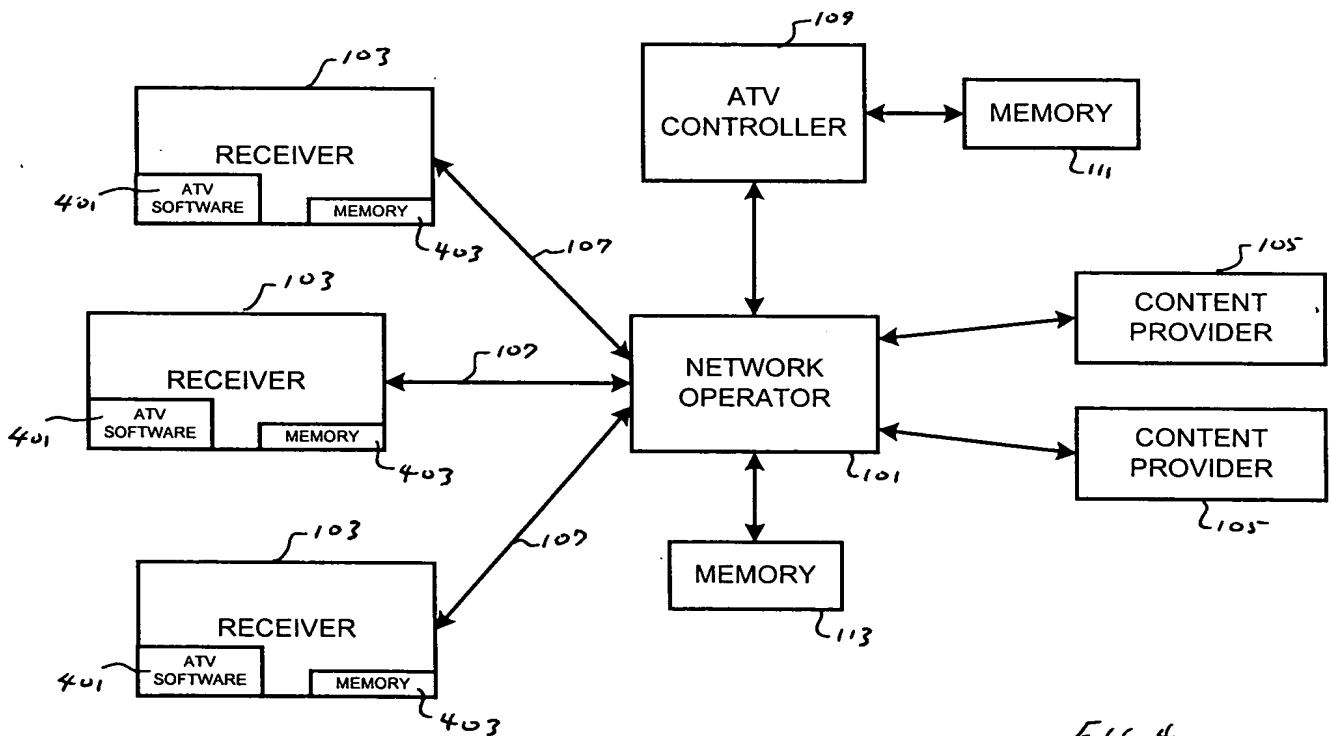 103
RECEIVER
401
ATV
SOFTWARE
MEMORY
403
107
103
RECEIVER
401
ATV
SOFTWARE
MEMORY
403
107
103
RECEIVER
401
ATV
SOFTWARE
MEMORY
403
107
109
ATV
CONTROLLER
MEMORY
111
NETWORK
OPERATOR
101
MEMORY
113
105
CONTENT
PROVIDER
CONTENT
PROVIDER
105